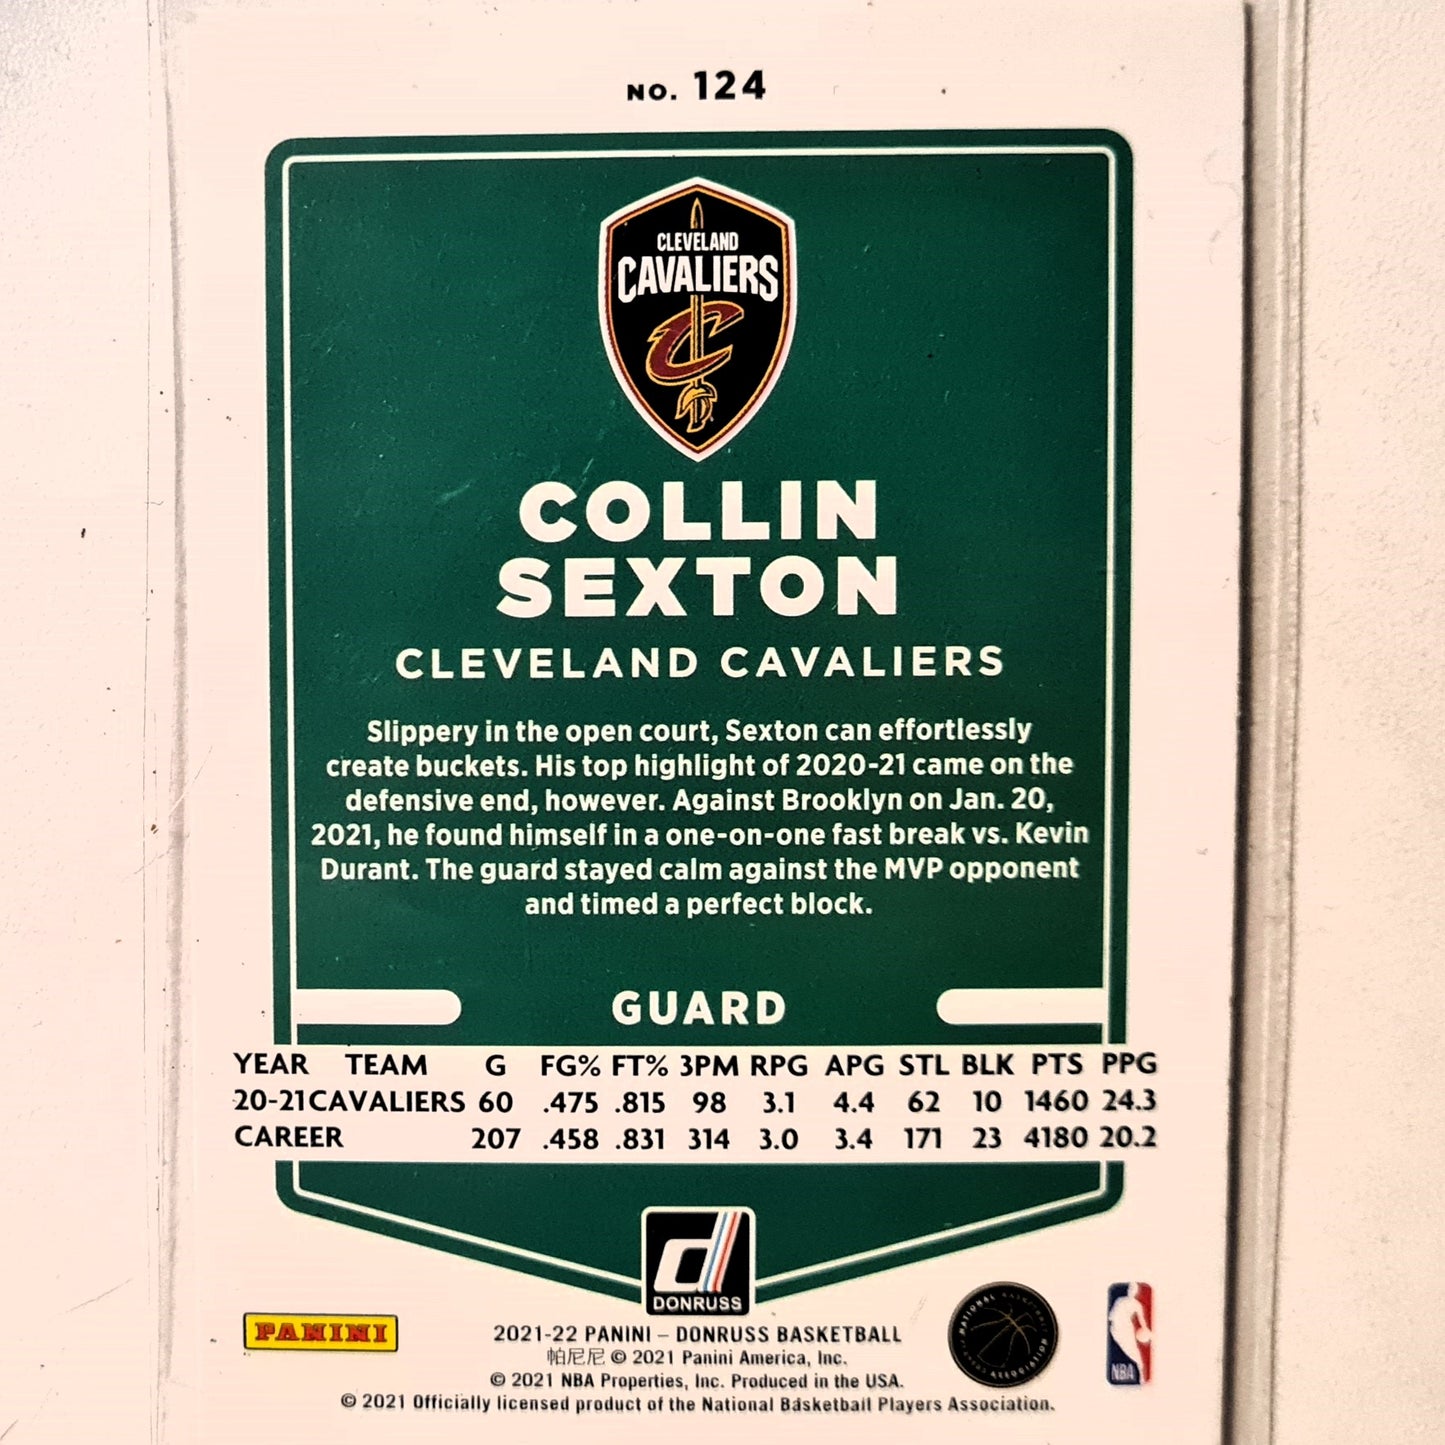 NO. 124
CLEVELAND
CAVALIERS
COLLIN
SEXTON
CLEVELAND CAVALIERS
Slippery in the open court, Sexton can effortlessly
create buckets. His top highlight of 2020-21 came on the
defensive end, however. Against Brooklyn on Jan. 20,
2021, he found himself in a one-on-one fast break vs. Kevin
Durant. The guard stayed calm against the MVP opponent
and timed a perfect block.
GUARD
YEAR TEAM G FG% FT% 3PM RPG APG STL BLK PTS PPG
20-21 CAVALIERS 60 .475 .815 98 3.1 4.4 62 10 1460 24.3
CAREER 207 .458 .831 314 3.0 3.4 171 23 4180 20.2
DONRUSS
PANINI
2021-22 PANINI – DONRUSS BASKETBALL
帕尼尼 © 2021 Panini America, Inc.
© 2021 NBA Properties, Inc. Produced in the USA.
© 2021 Officially licensed product of the National Basketball Players Association.
NBA